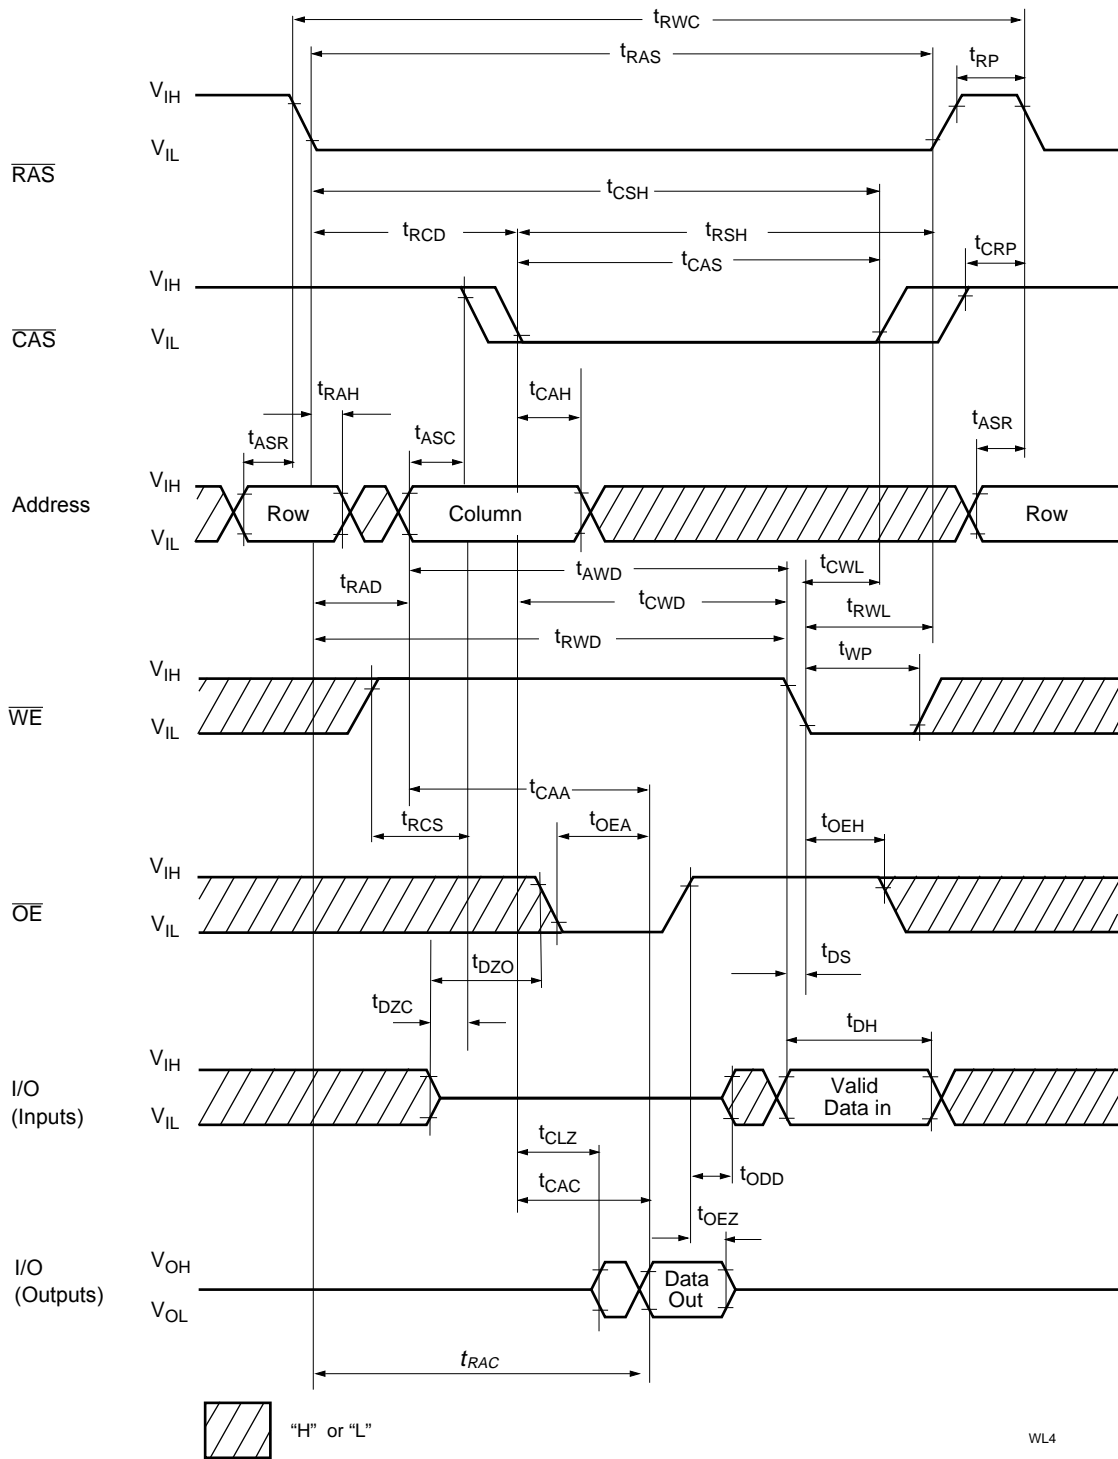 tRWC
tRAS
tRP
VIH
VIL
RAS
tCSH
tRCD
tRSH
tCRP
tCAS
VIH
CAS
VIL
tRAH
tCAH
tASR
tASC
tASR
VIH
Address
Row
Column
Row
VIL
tAWD
tCWL
tRAD
tCWD
tRWL
tRWD
tWP
VIH
WE
VIL
tCAA
tRCS
tOEA
tOEH
VIH
OE
VIL
tDZO
tDS
tDZC
tDH
VIH
I/O
(Inputs)
VIL
Valid
Data in
tCLZ
tODD
tCAC
tOEZ
VOH
I/O
(Outputs)
VOL
Data
Out
tRAC
“H” or “L”
WL4